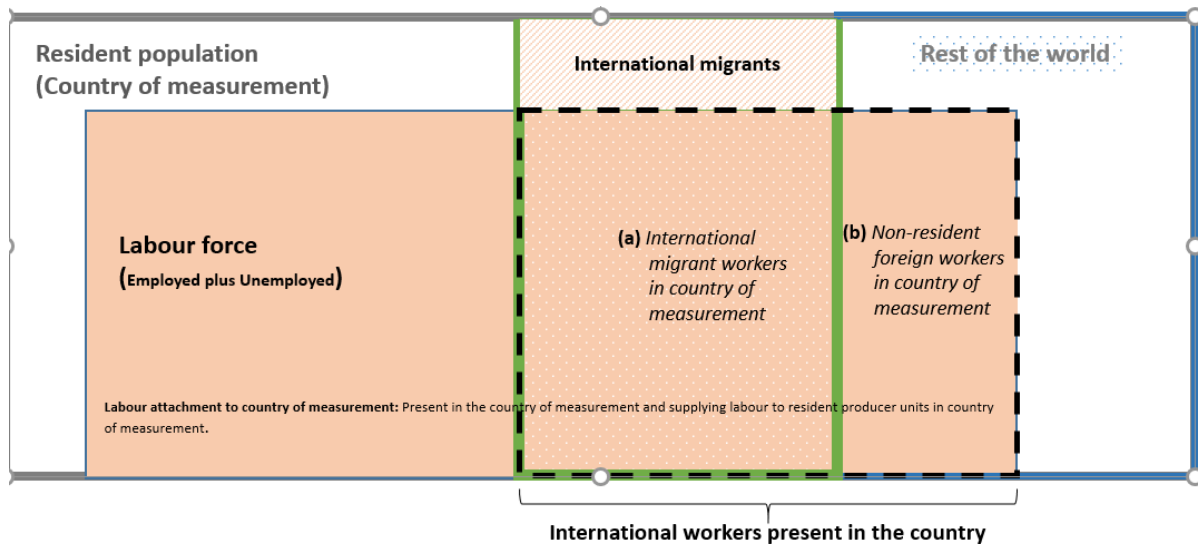 Resident population
(Country of measurement)
International migrants
Rest of the world
Labour force
(Employed plus Unemployed)
(a) International
migrant workers
in country of
measurement
(b) Non-resident
foreign workers
in country of
measurement
Labour attachment to country of measurement: Present in the country of measurement and supplying labour to resident producer units in country
of measurement.
International workers present in the country